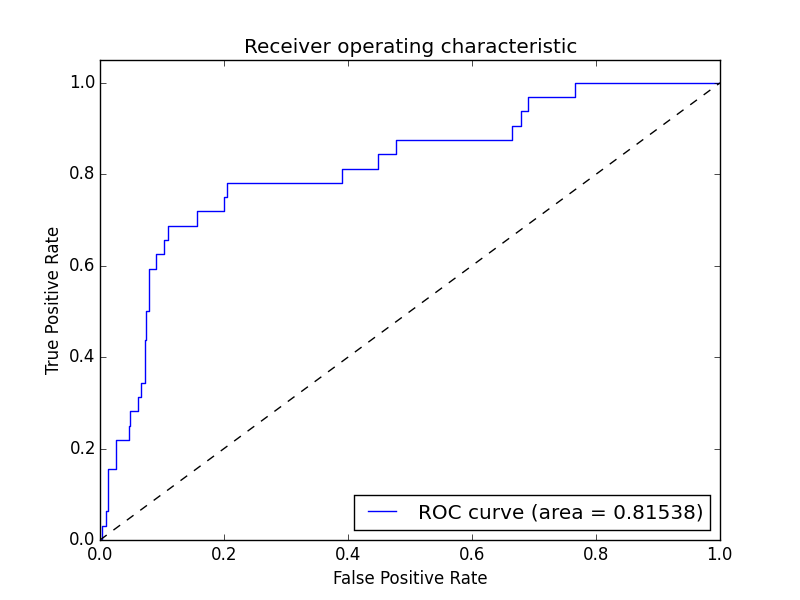 Receiver operating characteristic
1.0
0.8
0.6
0.4
0.2
0.0
True Positive Rate
ROC curve (area = 0.81538)
0.0 0.2 0.4 0.6 0.8 1.0
False Positive Rate